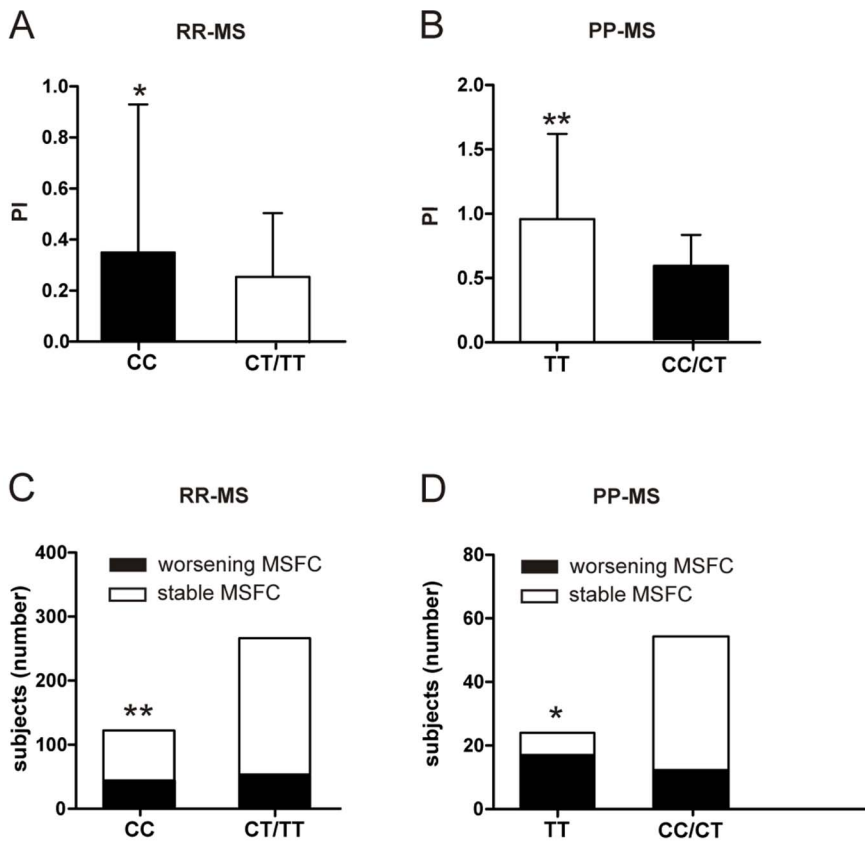 A
RR-MS
PI
1.0
0.8
0.6
0.4
0.2
0.0
*
CC
CT/TT
B
PP-MS
PI
2.0
1.5
1.0
0.5
0.0
**
TT
CC/CT
C
RR-MS
subjects (number)
400
300
200
100
0
worsening MSFC
stable MSFC
**
CC
CT/TT
D
PP-MS
subjects (number)
80
60
40
20
0
worsening MSFC
stable MSFC
*
TT
CC/CT